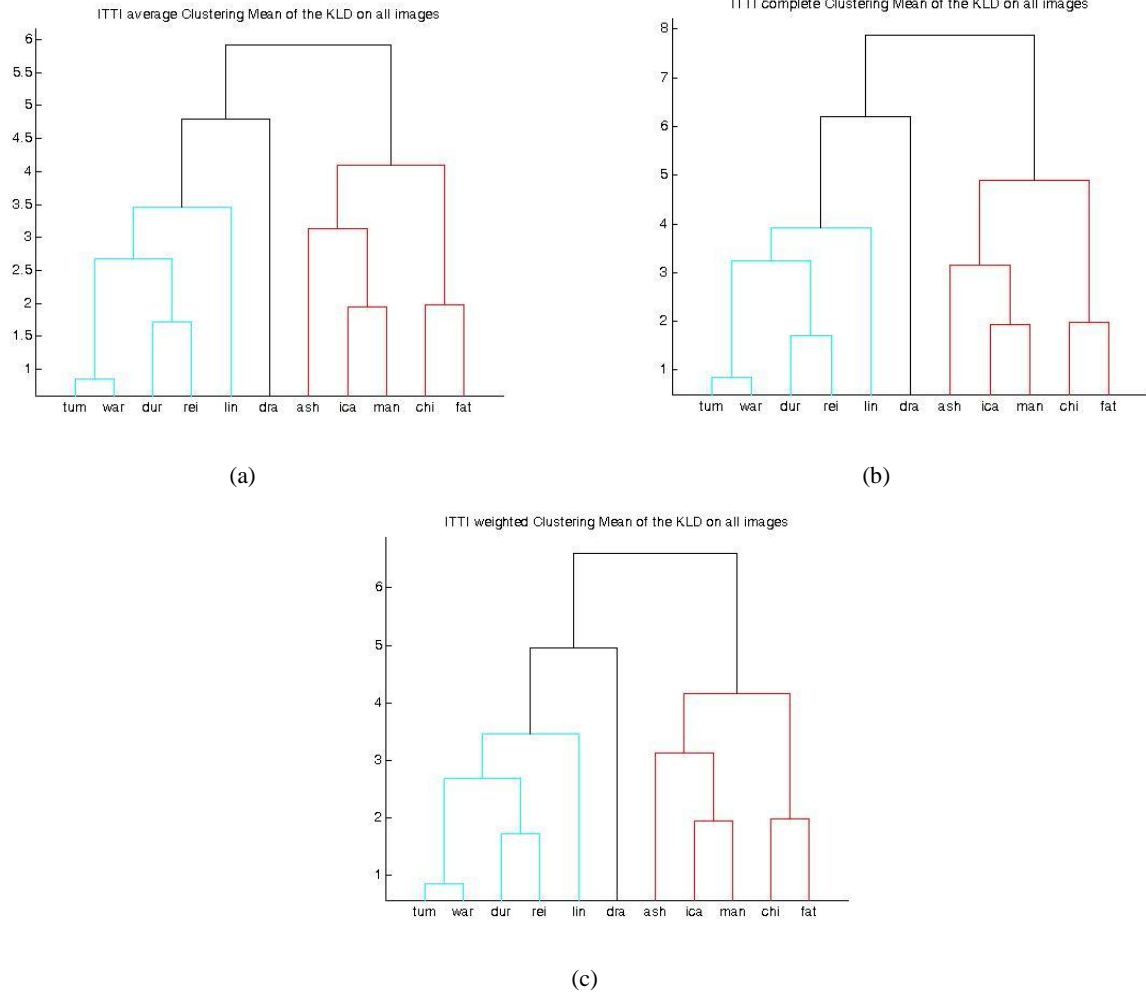 ITTI average Clustering Mean of the KLD on all images
6
5.5
5
4.5
4
3.5
3
2.5
2
1.5
1
tum war dur rei lin dra ash ica man chi fat
(a)
ITTI complete Clustering Mean of the KLD on all images
8
7
6
5
4
3
2
1
tum war dur rei lin dra ash ica man chi fat
(b)
ITTI weighted Clustering Mean of the KLD on all images
6
5
4
3
2
1
tum war dur rei lin dra ash ica man chi fat
(c)